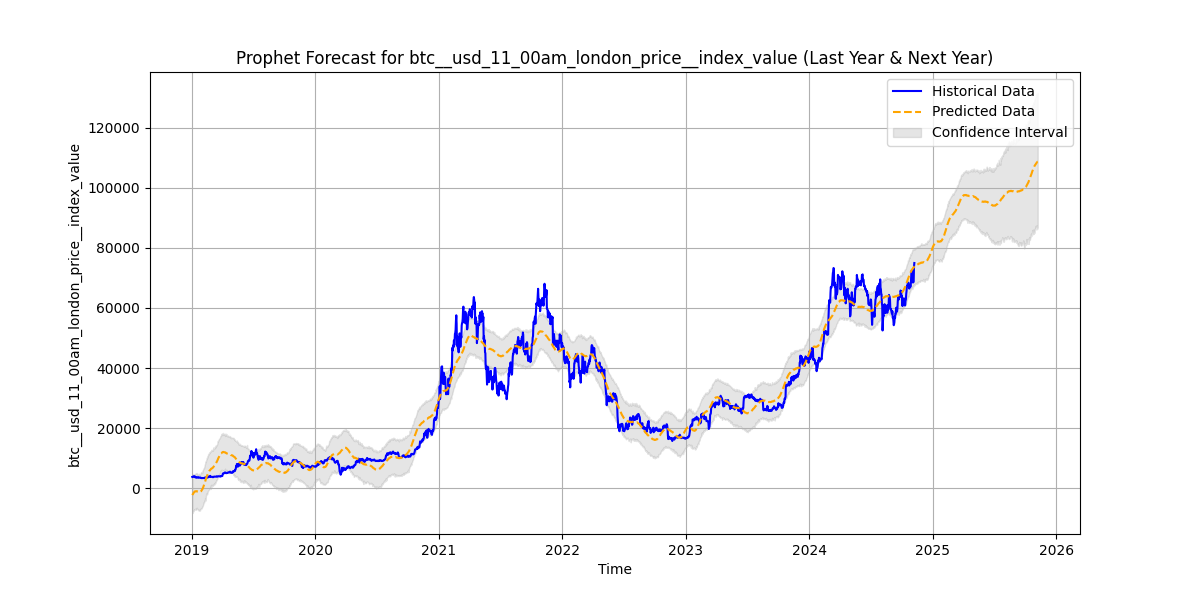 Prophet Forecast for btc__usd_11_00am_london_price__index_value (Last Year & Next Year)
Historical Data
Predicted Data
Confidence Interval
btc__usd_11_00am_london_price__index_value
120000
100000
80000
60000
40000
20000
0
2019 2020 2021 2022 2023 2024 2025 2026
Time